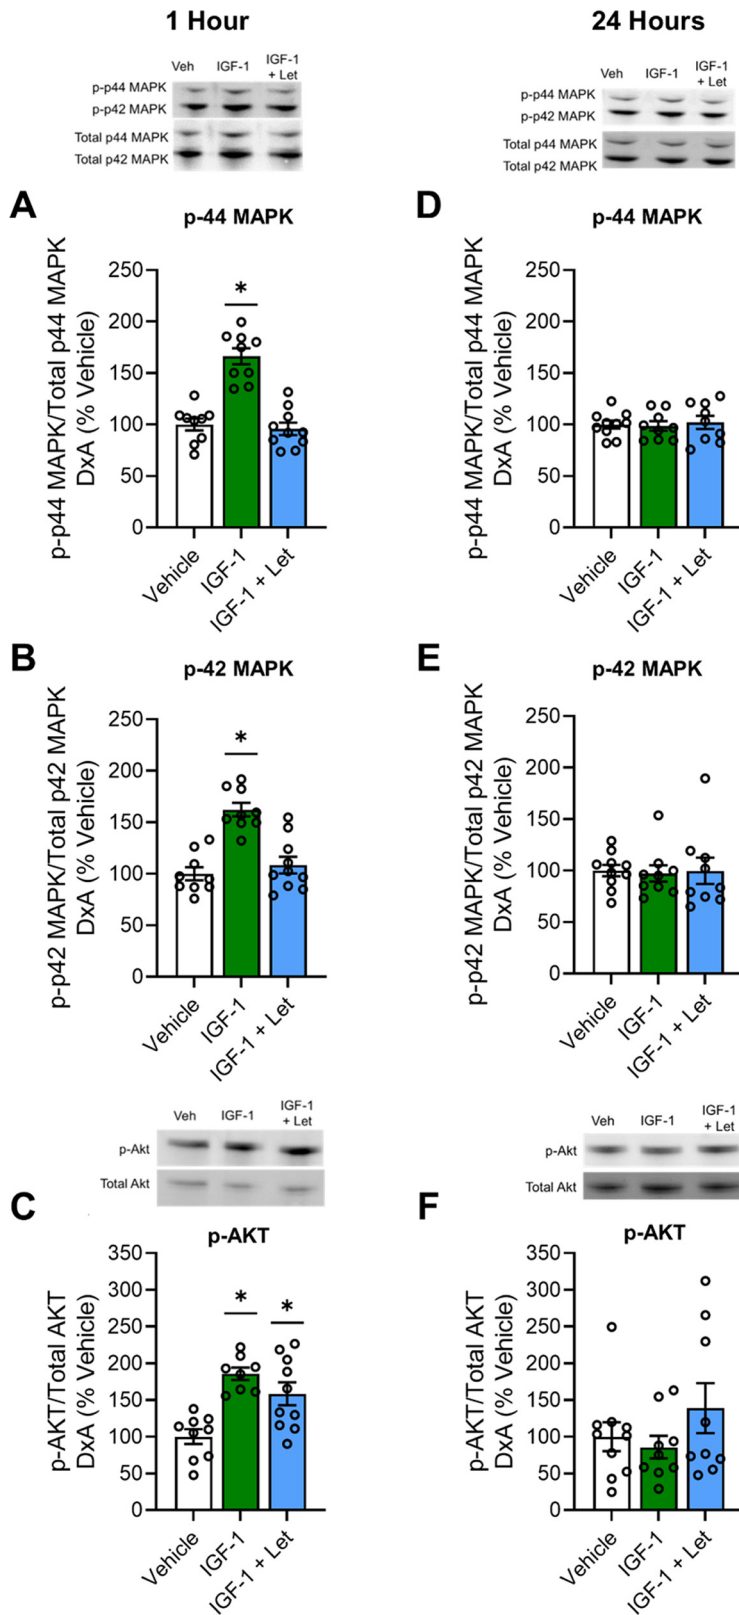 1 Hour
24 Hours
Veh IGF-1 IGF-1 + Let
p-p44 MAPK
p-p42 MAPK
Total p44 MAPK
Total p42 MAPK
Veh IGF-1 IGF-1 + Let
p-p44 MAPK
p-p42 MAPK
Total p44 MAPK
Total p42 MAPK
A
p-44 MAPK
p-p44 MAPK/Total p44 MAPK
DxA (% Vehicle)
250
200
150
100
50
0
*
Vehicle
IGF-1
IGF-1 + Let
D
p-44 MAPK
p-p44 MAPK/Total p44 MAPK
DxA (% Vehicle)
250
200
150
100
50
0
Vehicle
IGF-1
IGF-1 + Let
B
p-42 MAPK
p-p42 MAPK/Total p42 MAPK
DxA (% Vehicle)
250
200
150
100
50
0
*
Vehicle
IGF-1
IGF-1 + Let
E
p-42 MAPK
p-p42 MAPK/Total p42 MAPK
DxA (% Vehicle)
250
200
150
100
50
0
Vehicle
IGF-1
IGF-1 + Let
Veh IGF-1 IGF-1 + Let
p-Akt
Total Akt
Veh IGF-1 IGF-1 + Let
p-Akt
Total Akt
C
p-AKT
p-AKT/Total AKT
DxA (% Vehicle)
350
300
250
200
150
100
50
0
* *
Vehicle
IGF-1
IGF-1 + Let
F
p-AKT
p-AKT/Total AKT
DxA (% Vehicle)
350
300
250
200
150
100
50
0
Vehicle
IGF-1
IGF-1 + Let